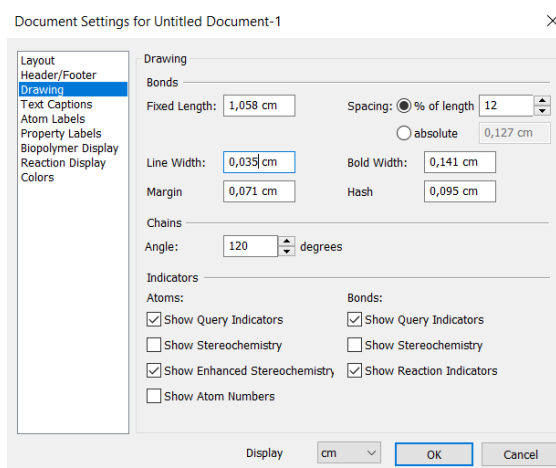 Document Settings for Untitled Document-1
Layout
Header/Footer
Drawing
Text Captions
Atom Labels
Property Labels
Biopolymer Display
Reaction Display
Colors
Drawing
Bonds
Fixed Length: 1,058 cm Spacing: % of length 12
absolute 0,127 cm
Line Width: 0,035 cm Bold Width: 0,141 cm
Margin 0,071 cm Hash 0,095 cm
Chains
Angle: 120 degrees
Indicators
Atoms: Bonds:
Show Query Indicators Show Query Indicators
Show Stereochemistry Show Stereochemistry
Show Enhanced Stereochemistry Show Reaction Indicators
Show Atom Numbers
Display cm OK Cancel